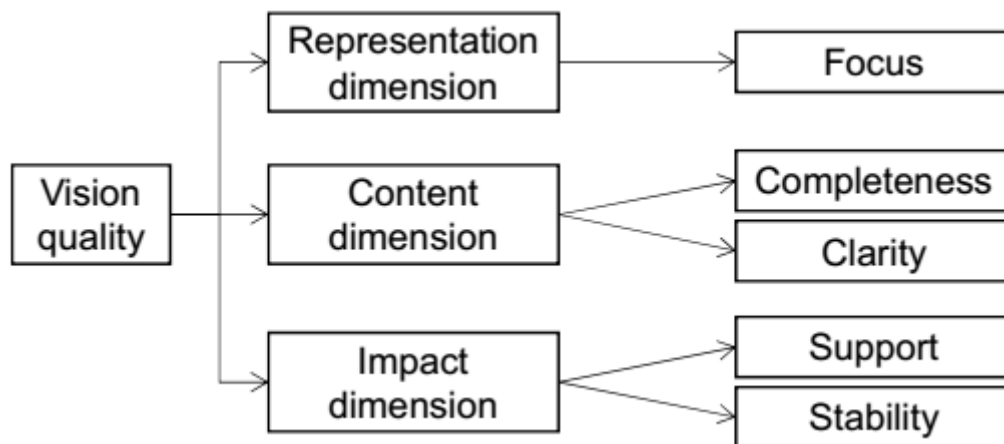 Representation
dimension
Focus
Vision
quality
Content
dimension
Completeness
Clarity
Impact
dimension
Support
Stability